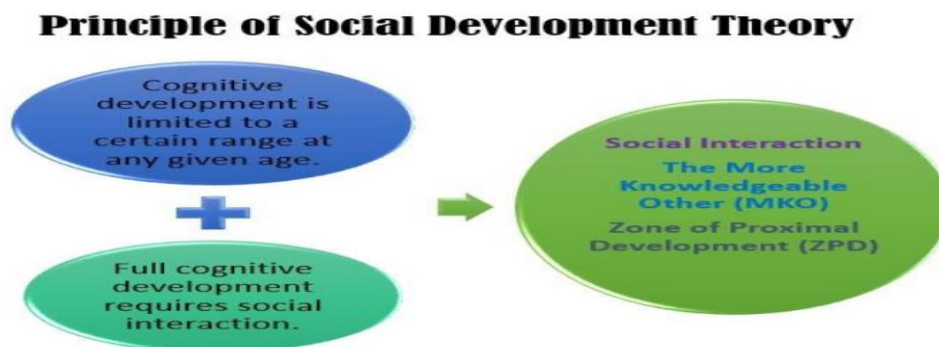 Principle of Social Development Theory
Cognitive
development is
limited to a
certain range at
any given age.
Full cognitive
development
requires social
interaction.
Social Interaction
The More
Knowledgeable
Other (MKO)
Zone of Proximal
Development (ZPD)